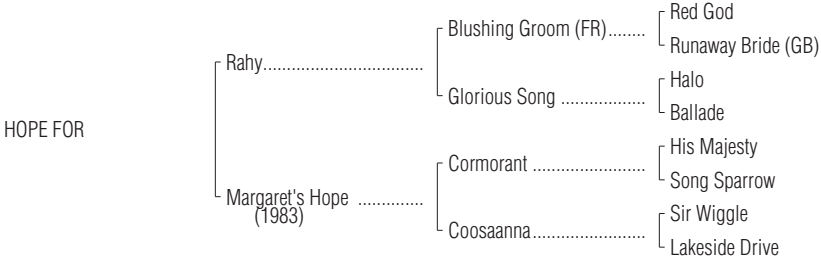 Red God
Blushing Groom (FR)........
Runaway Bride (GB)
Rahy................................
Halo
Glorious Song ..................
Ballade
HOPE FOR
His Majesty
Cormorant ........................
Song Sparrow
Margaret's Hope ..............
(1983)
Sir Wiggle
Coosaanna........................
Lakeside Drive